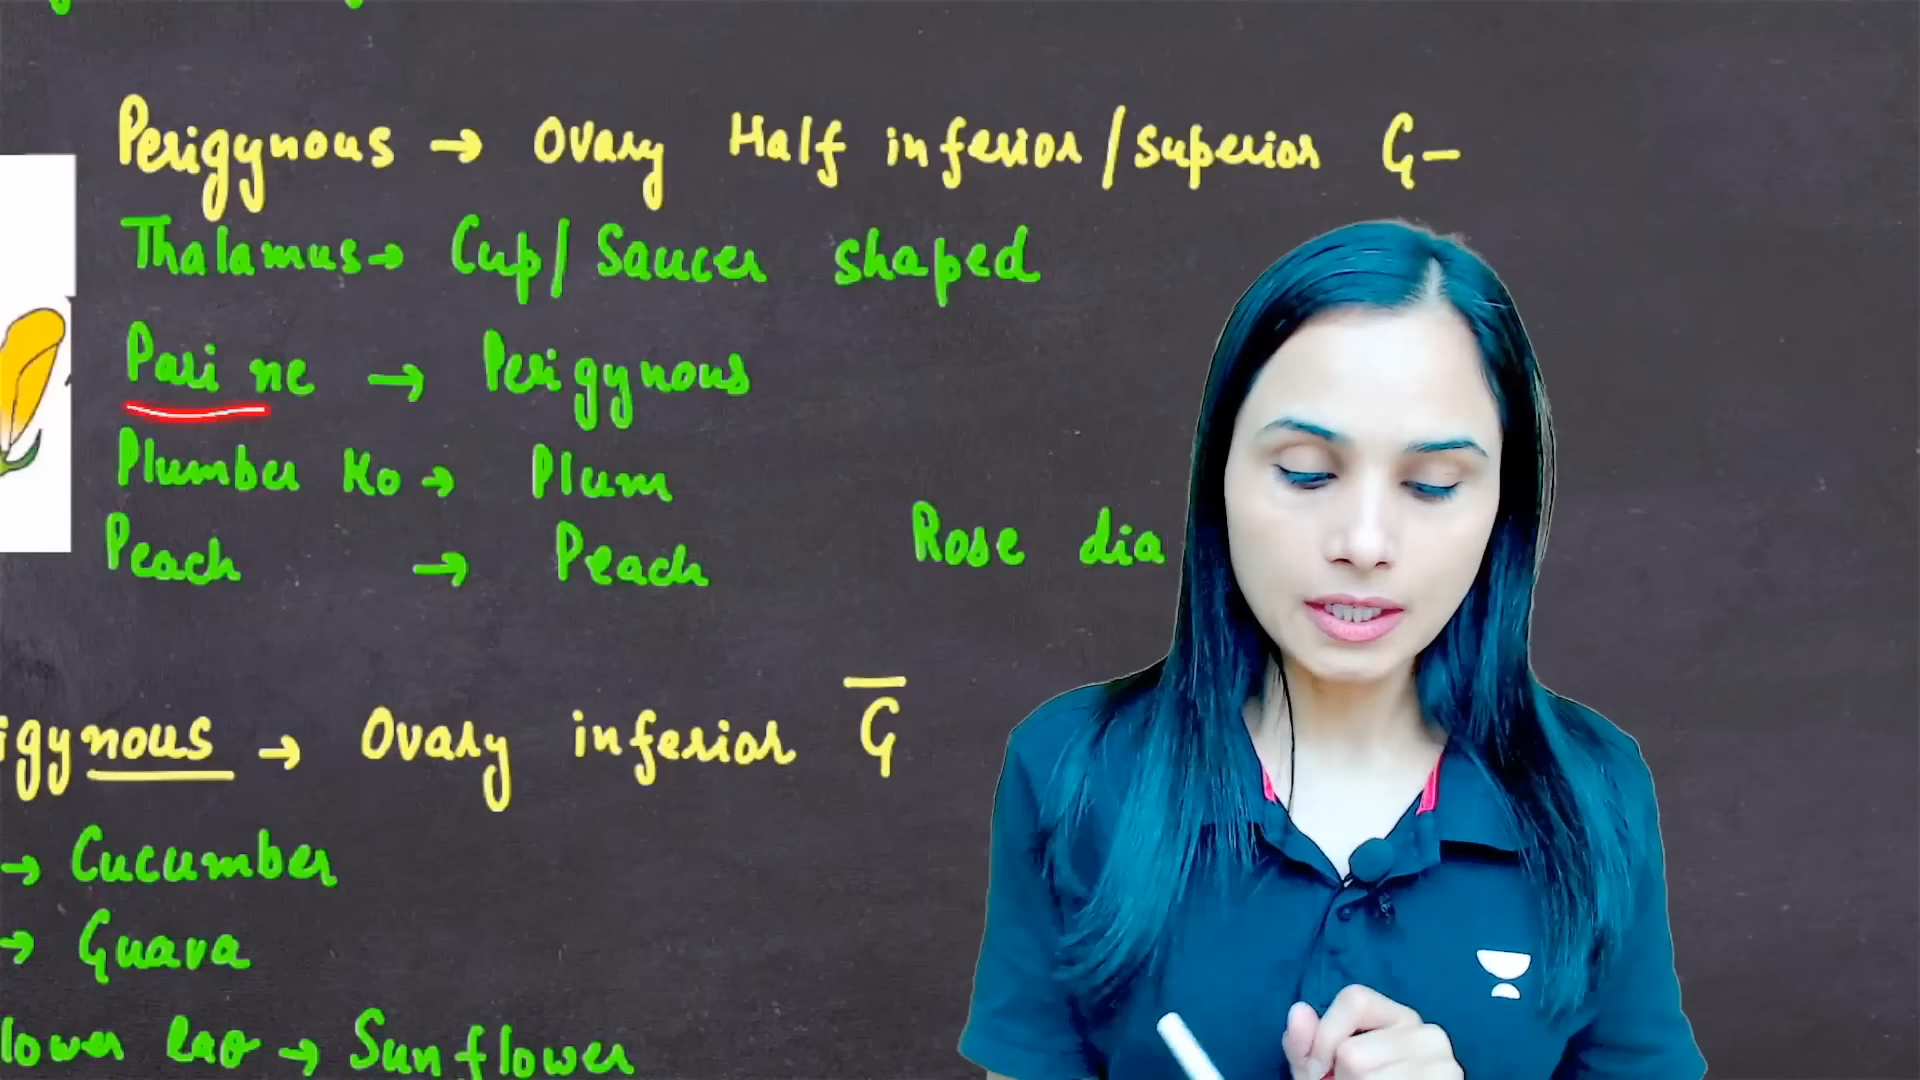 Perigynous → Ovary Half inferior/superior G–
Thalamus → Cup/Saucer shaped
Pari ne → Perigynous
Plumber Ko → Plum
Peach → Peach
Rose dia
igynous → Ovary inferior G̅
→ Cucumber
→ Guava
lower lao → Sunflower